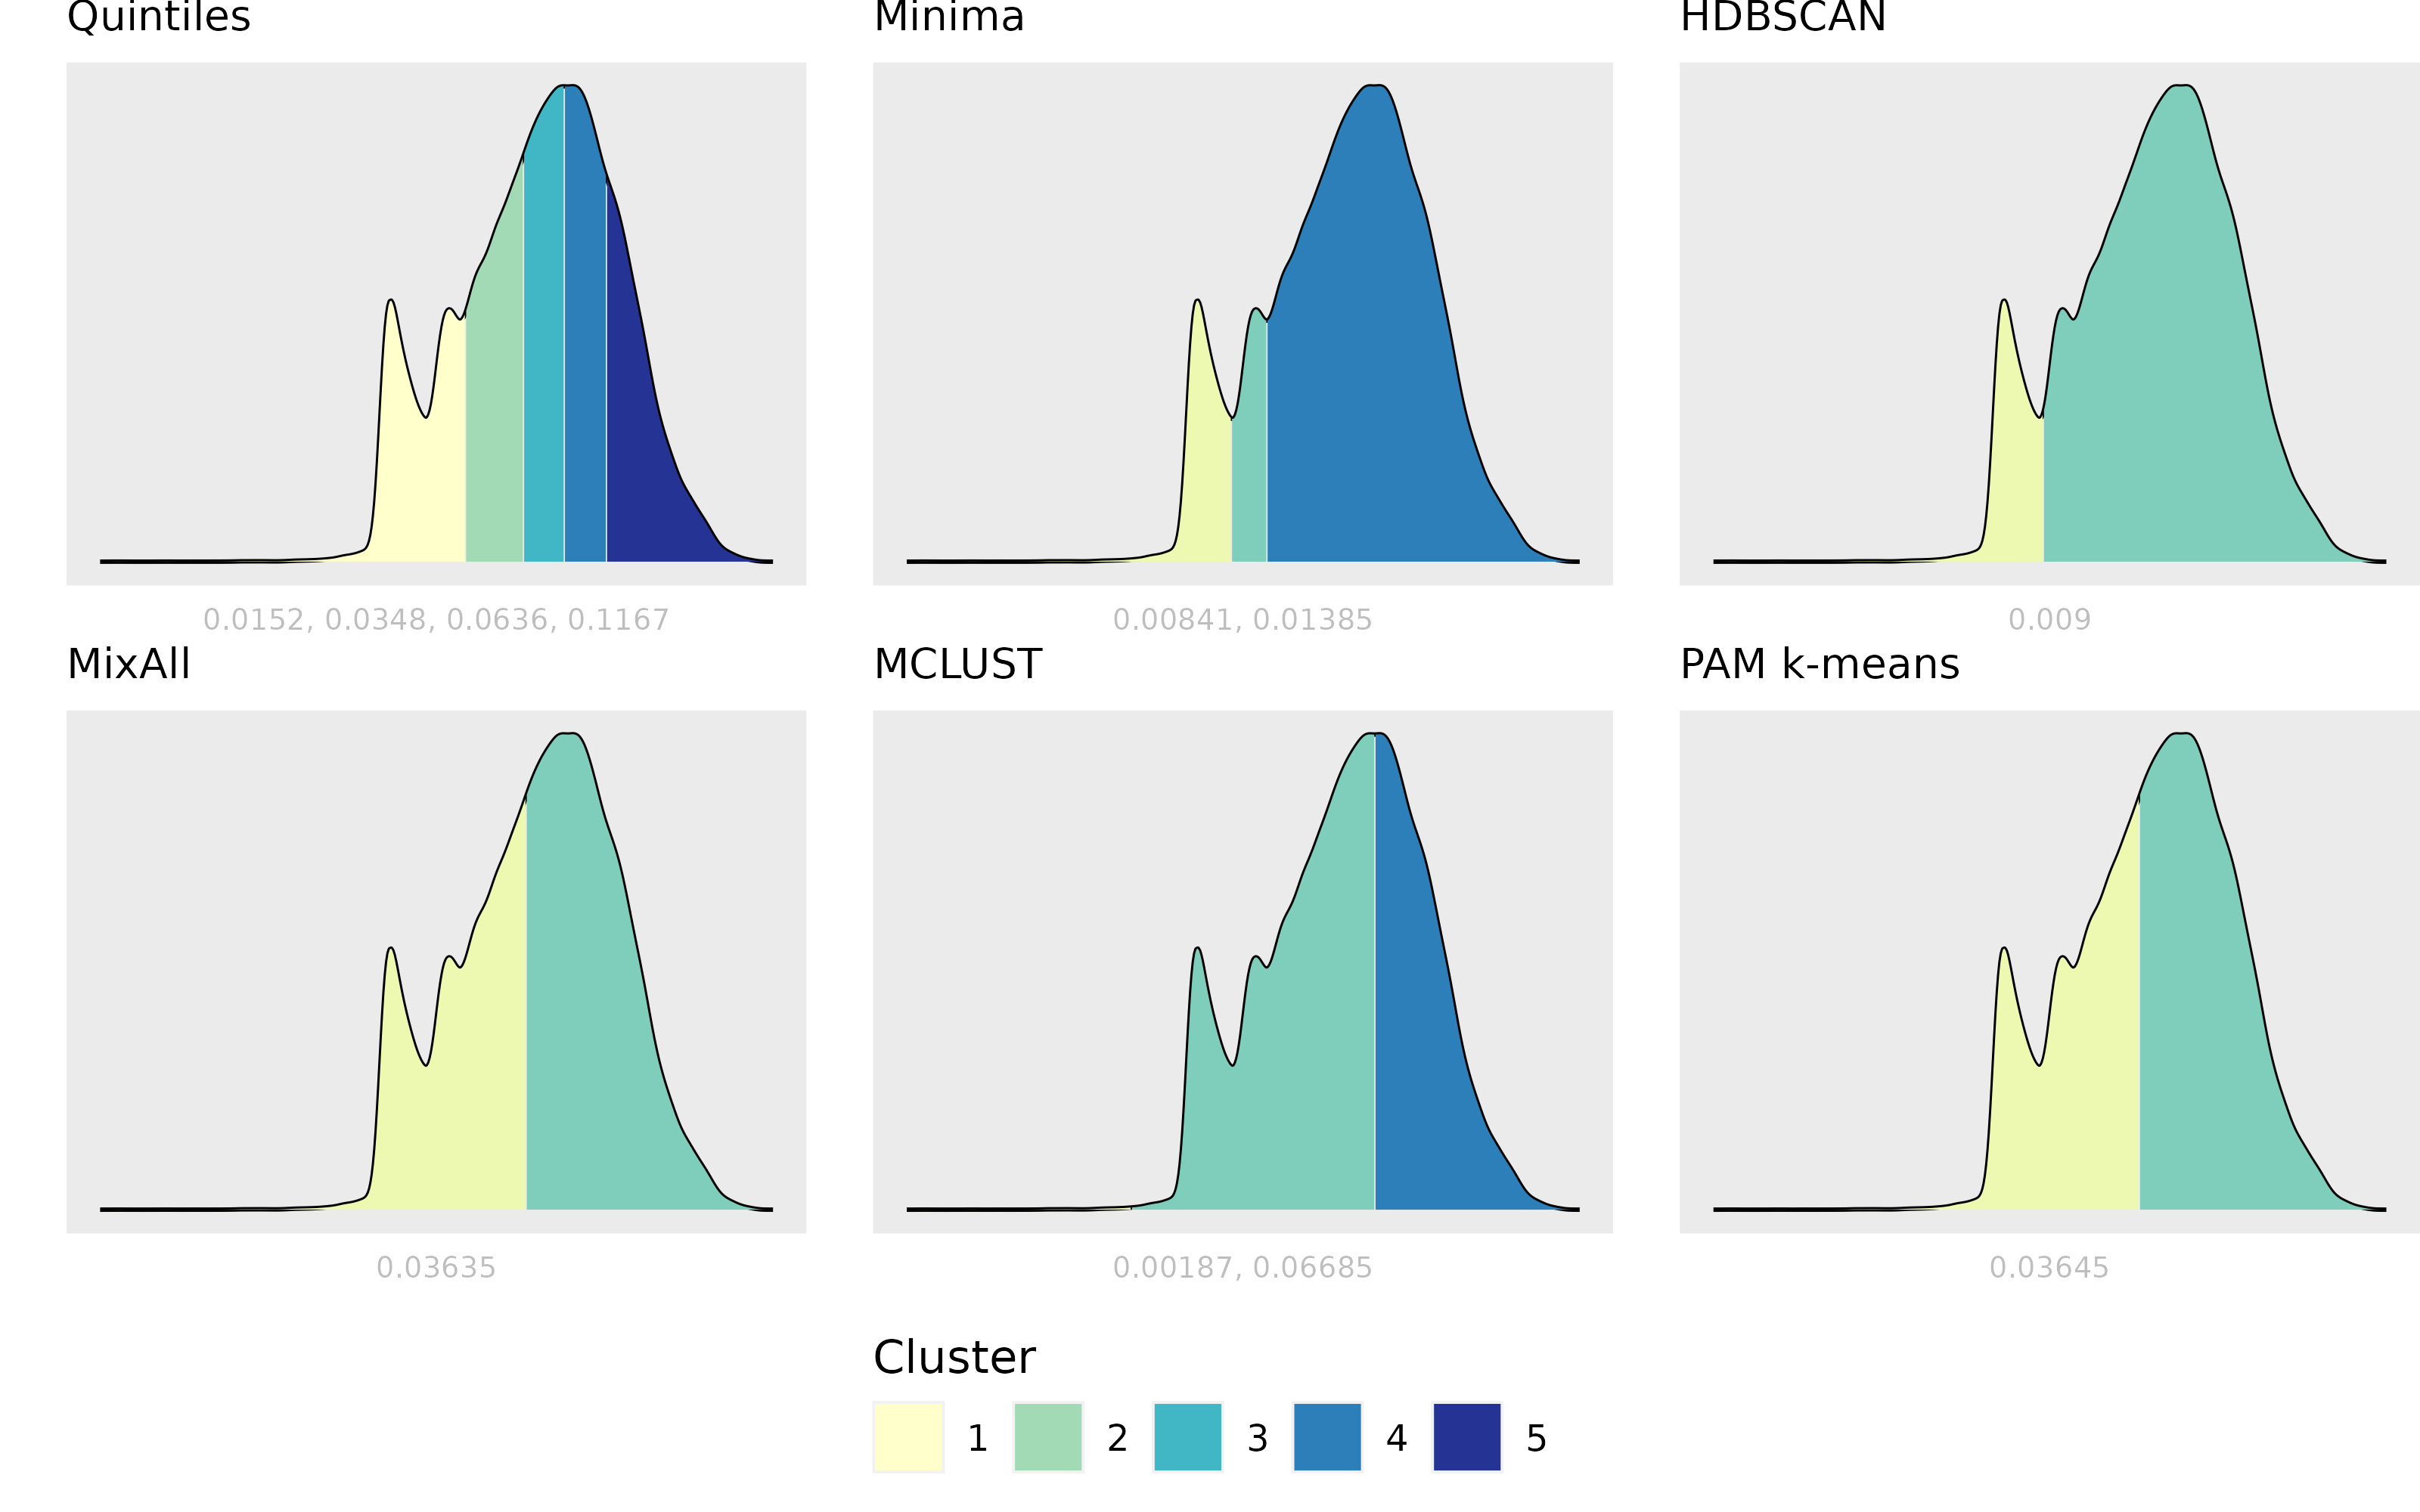 Quintiles
Minima
HDBSCAN
0.0152, 0.0348, 0.0636, 0.1167
0.00841, 0.01385
0.009
MixAll
MCLUST
PAM k-means
0.03635
0.00187, 0.06685
0.03645
Cluster
1 2 3 4 5